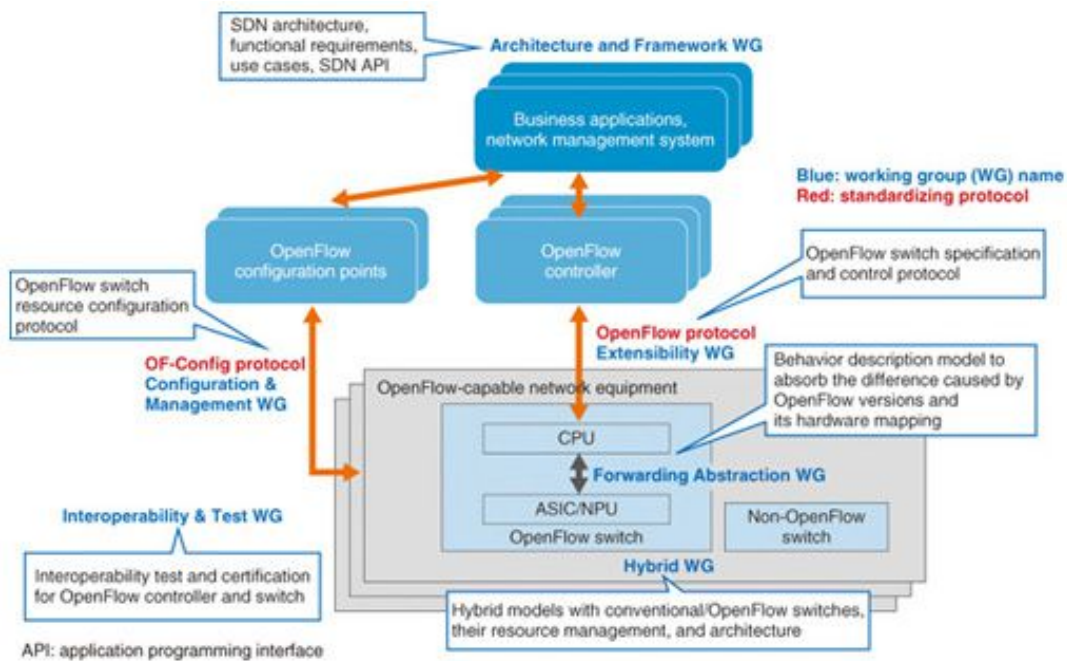 SDN architecture,
functional requirements,
use cases, SDN API
Architecture and Framework WG
Business applications,
network management system
Blue: working group (WG) name
Red: standardizing protocol
OpenFlow
configuration points
OpenFlow
controller
OpenFlow switch specification
and control protocol
OpenFlow switch
resource configuration
protocol
OF-Config protocol
Configuration &
Management WG
OpenFlow protocol
Extensibility WG
Behavior description model to
absorb the difference caused by
OpenFlow versions and
its hardware mapping
OpenFlow-capable network equipment
CPU
Forwarding Abstraction WG
ASIC/NPU
OpenFlow switch
Non-OpenFlow
switch
Interoperability & Test WG
Interoperability test and certification
for OpenFlow controller and switch
Hybrid WG
Hybrid models with conventional/OpenFlow switches,
their resource management, and architecture
API: application programming interface